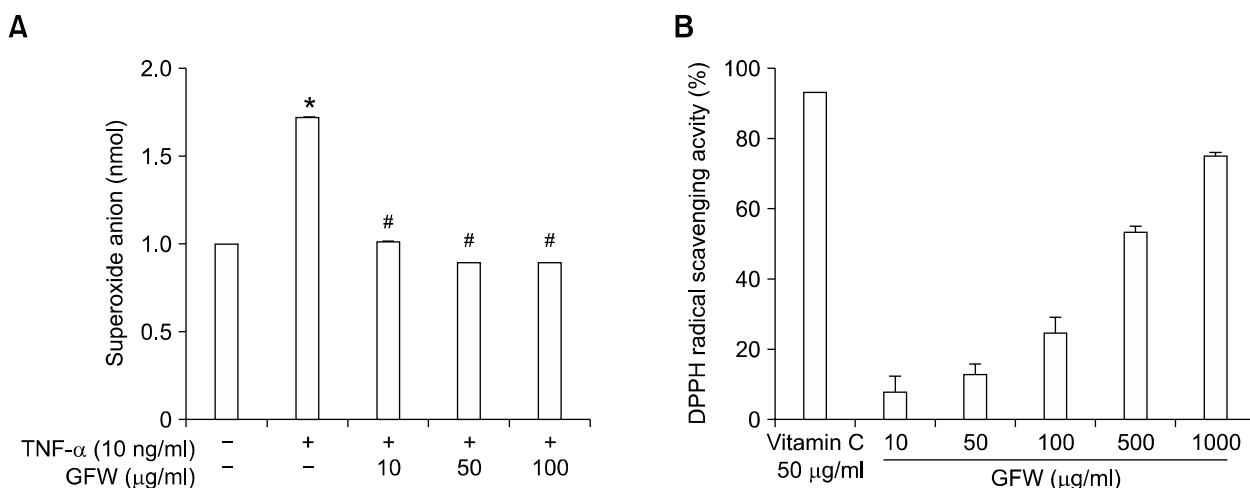 A
Superoxide anion (nmol)
2.0
1.5
1.0
0.5
0
*
#
#
#
TNF-α (10 ng/ml) − + + + +
GFW (μg/ml) − − 10 50 100
B
DPPH radical scavenging acvity (%)
100
80
60
40
20
0
Vitamin C 10 50 100 500 1000
50 μg/ml GFW (μg/ml)